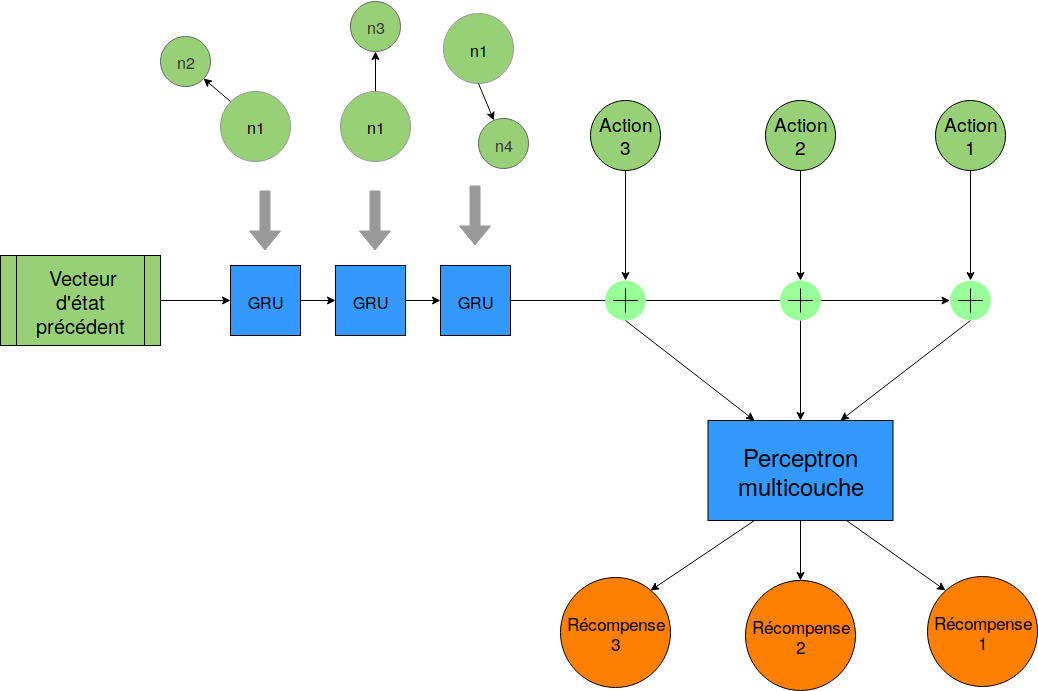 n3
n1
n2
n1
n1
n4
Action
3
Action
2
Action
1
Vecteur
d'état
précédent
GRU
GRU
GRU
Perceptron
multicouche
Récompense
3
Récompense
2
Récompense
1